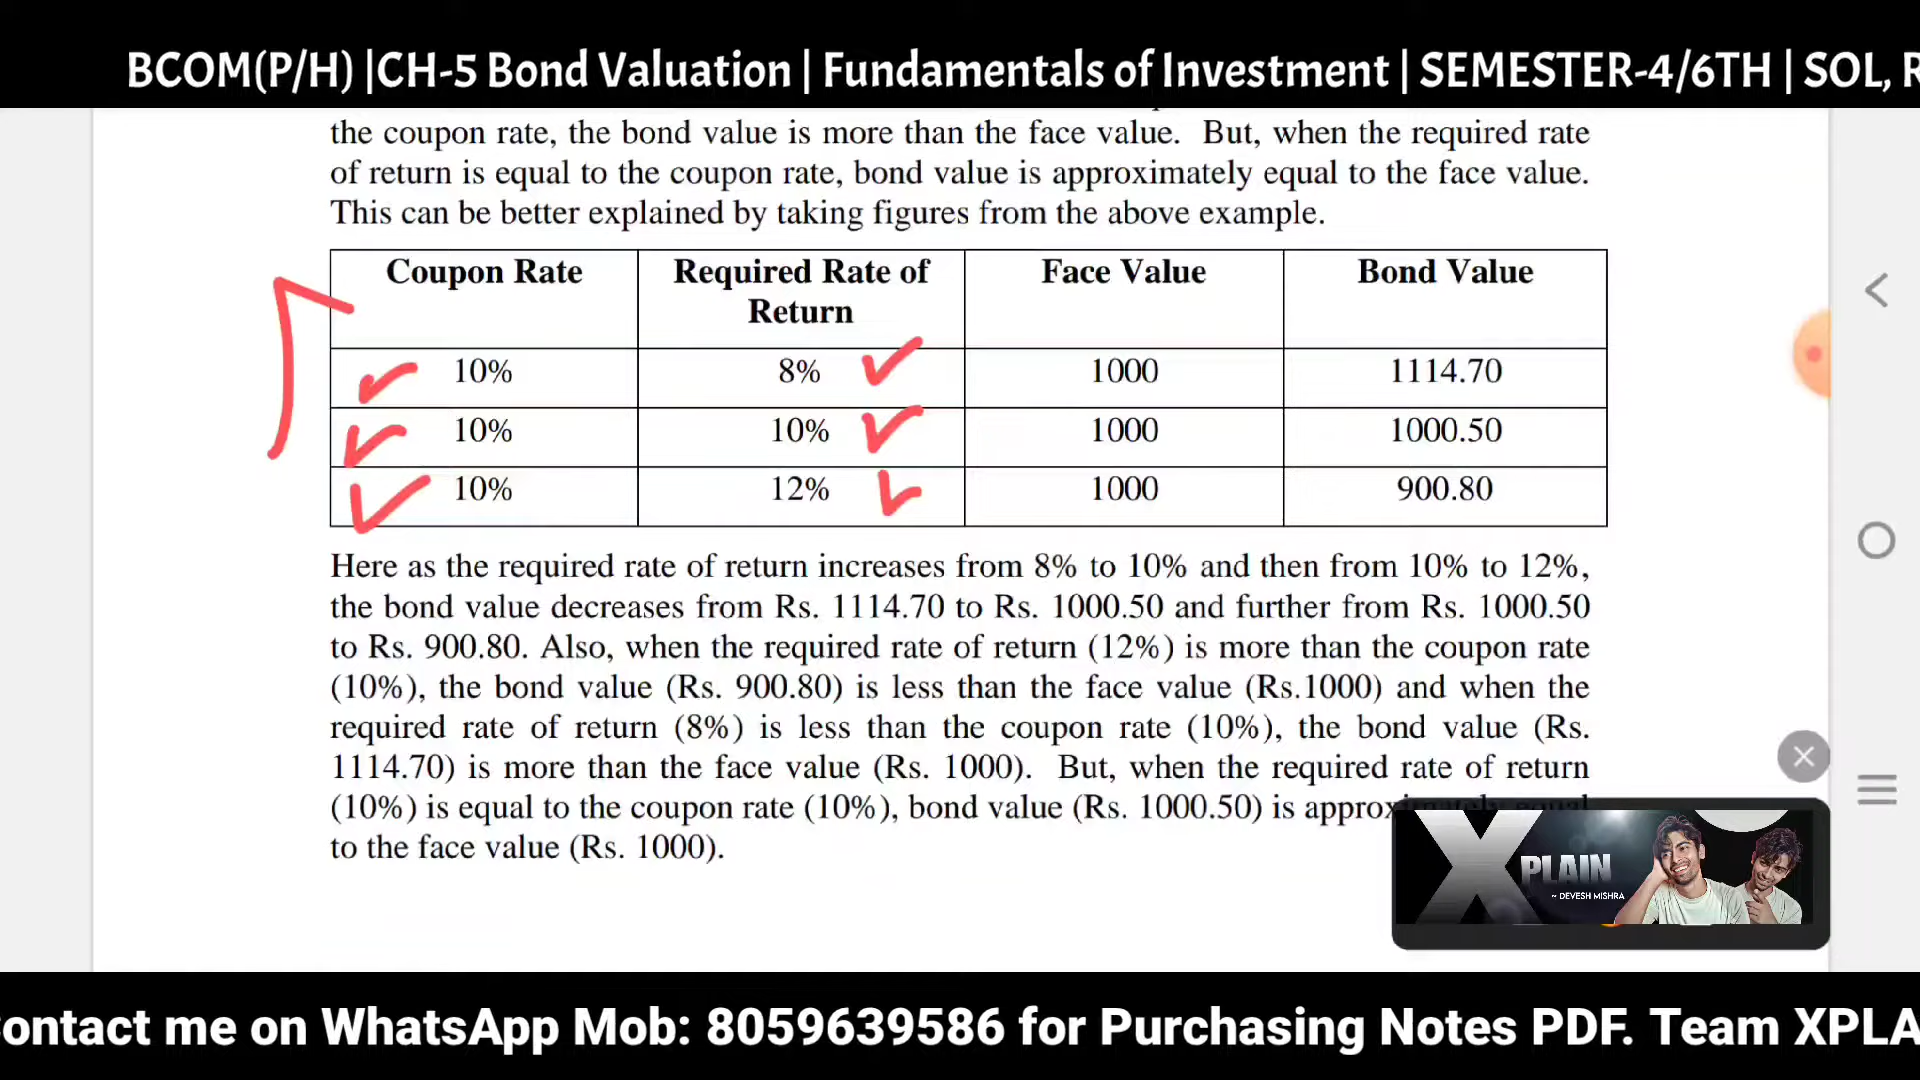 BCOM(P/H) |CH-5 Bond Valuation | Fundamentals of Investment | SEMESTER-4/6TH | SOL, R
the coupon rate, the bond value is more than the face value. But, when the required rate
of return is equal to the coupon rate, bond value is approximately equal to the face value.
This can be better explained by taking figures from the above example.
Coupon Rate Required Rate of Return Face Value Bond Value
10% 8% 1000 1114.70
10% 10% 1000 1000.50
10% 12% 1000 900.80
Here as the required rate of return increases from 8% to 10% and then from 10% to 12%,
the bond value decreases from Rs. 1114.70 to Rs. 1000.50 and further from Rs. 1000.50
to Rs. 900.80. Also, when the required rate of return (12%) is more than the coupon rate
(10%), the bond value (Rs. 900.80) is less than the face value (Rs.1000) and when the
required rate of return (8%) is less than the coupon rate (10%), the bond value (Rs.
1114.70) is more than the face value (Rs. 1000). But, when the required rate of return
(10%) is equal to the coupon rate (10%), bond value (Rs. 1000.50) is approximately equal
to the face value (Rs. 1000).
XPLAIN
~ DEVESH MISHRA
ontact me on WhatsApp Mob: 8059639586 for Purchasing Notes PDF. Team XPLA